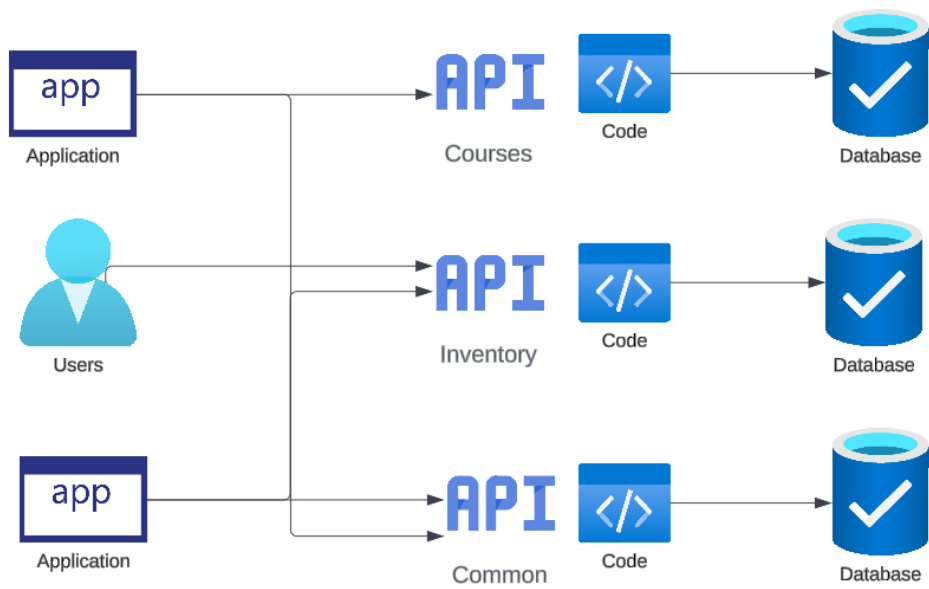 app
Application
API
Courses
</>
Code
Database
Users
API
Inventory
</>
Code
Database
app
Application
API
Common
</>
Code
Database